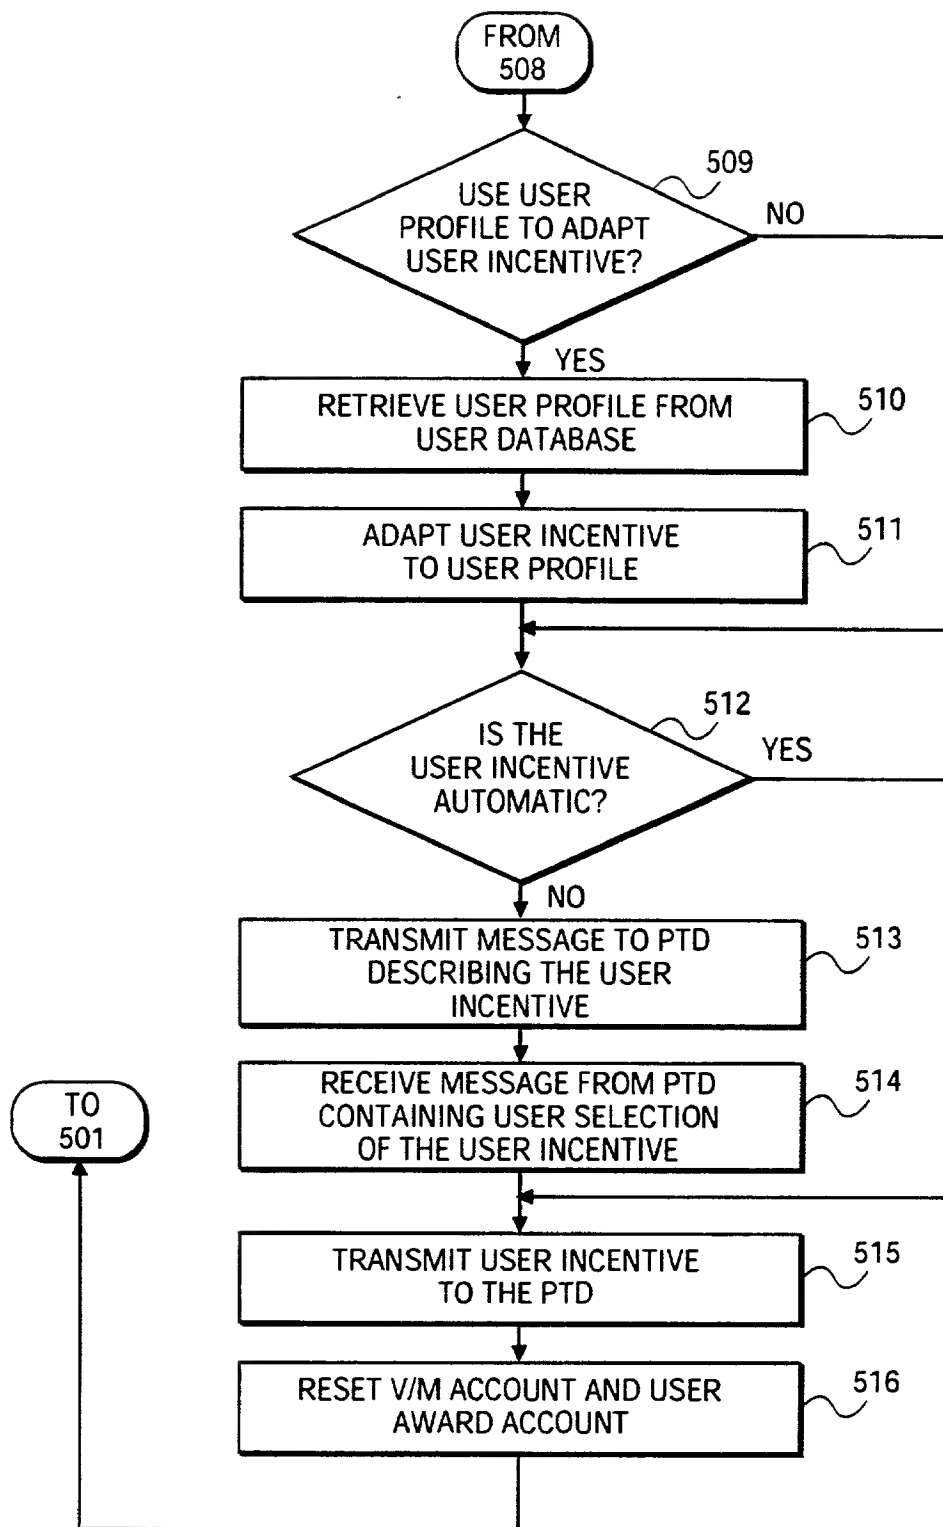 FROM
508
509
USE USER
PROFILE TO ADAPT
USER INCENTIVE?
NO
YES
RETRIEVE USER PROFILE FROM
USER DATABASE
510
ADAPT USER INCENTIVE
TO USER PROFILE
511
512
IS THE
USER INCENTIVE
AUTOMATIC?
YES
NO
TRANSMIT MESSAGE TO PTD
DESCRIBING THE USER
INCENTIVE
513
RECEIVE MESSAGE FROM PTD
CONTAINING USER SELECTION
OF THE USER INCENTIVE
514
TO
501
TRANSMIT USER INCENTIVE
TO THE PTD
515
RESET V/M ACCOUNT AND USER
AWARD ACCOUNT
516